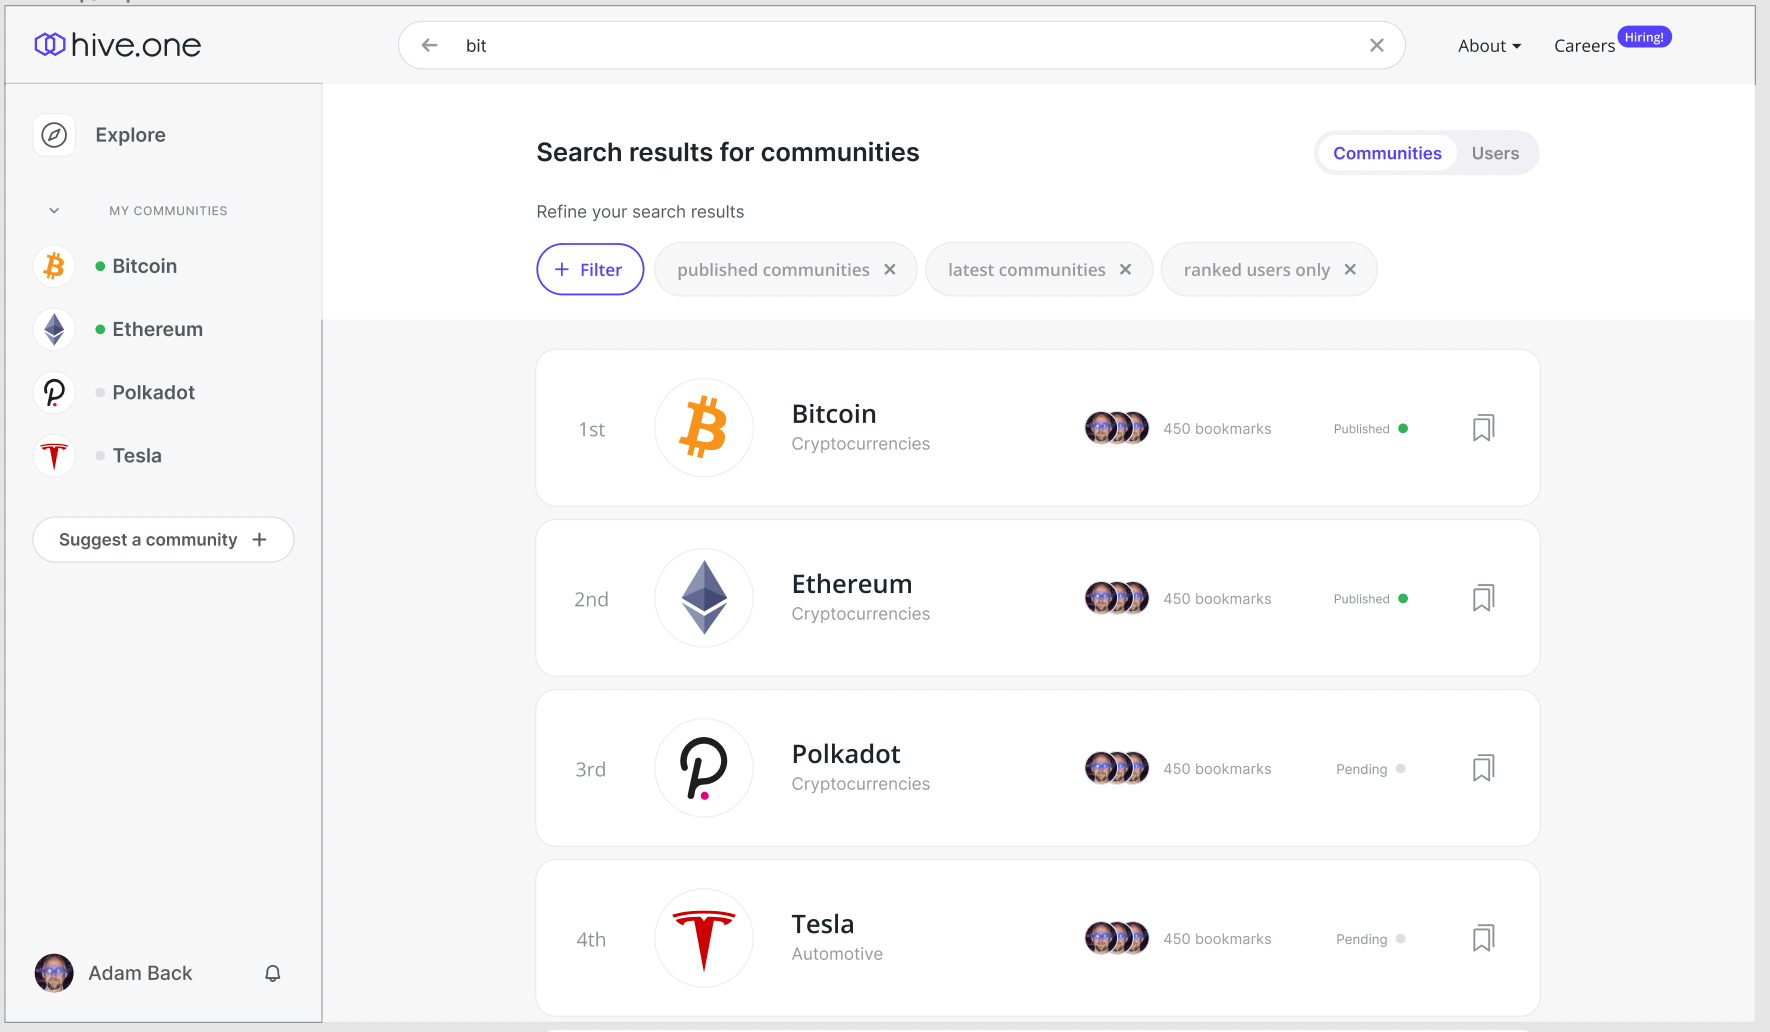 hive.one
bit
About
Careers
Hiring!
Explore
MY COMMUNITIES
Bitcoin
Ethereum
Polkadot
Tesla
Suggest a community +
Adam Back
Search results for communities
Communities
Users
Refine your search results
+ Filter
published communities
latest communities
ranked users only
1st
Bitcoin
Cryptocurrencies
450 bookmarks
Published
2nd
Ethereum
Cryptocurrencies
450 bookmarks
Published
3rd
Polkadot
Cryptocurrencies
450 bookmarks
Pending
4th
Tesla
Automotive
450 bookmarks
Pending